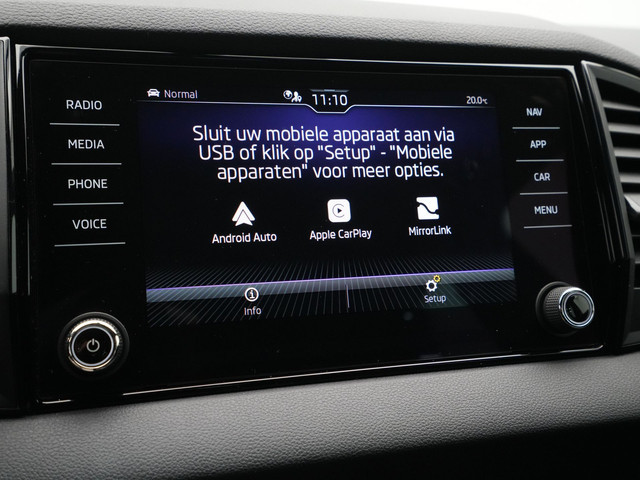 Normal
11:10
20.0°C
RADIO
MEDIA
PHONE
VOICE
Sluit uw mobiele apparaat aan via
USB of klik op "Setup" - "Mobiele
apparaten" voor meer opties.
Android Auto
Apple CarPlay
MirrorLink
Info
Setup
NAV
APP
CAR
MENU